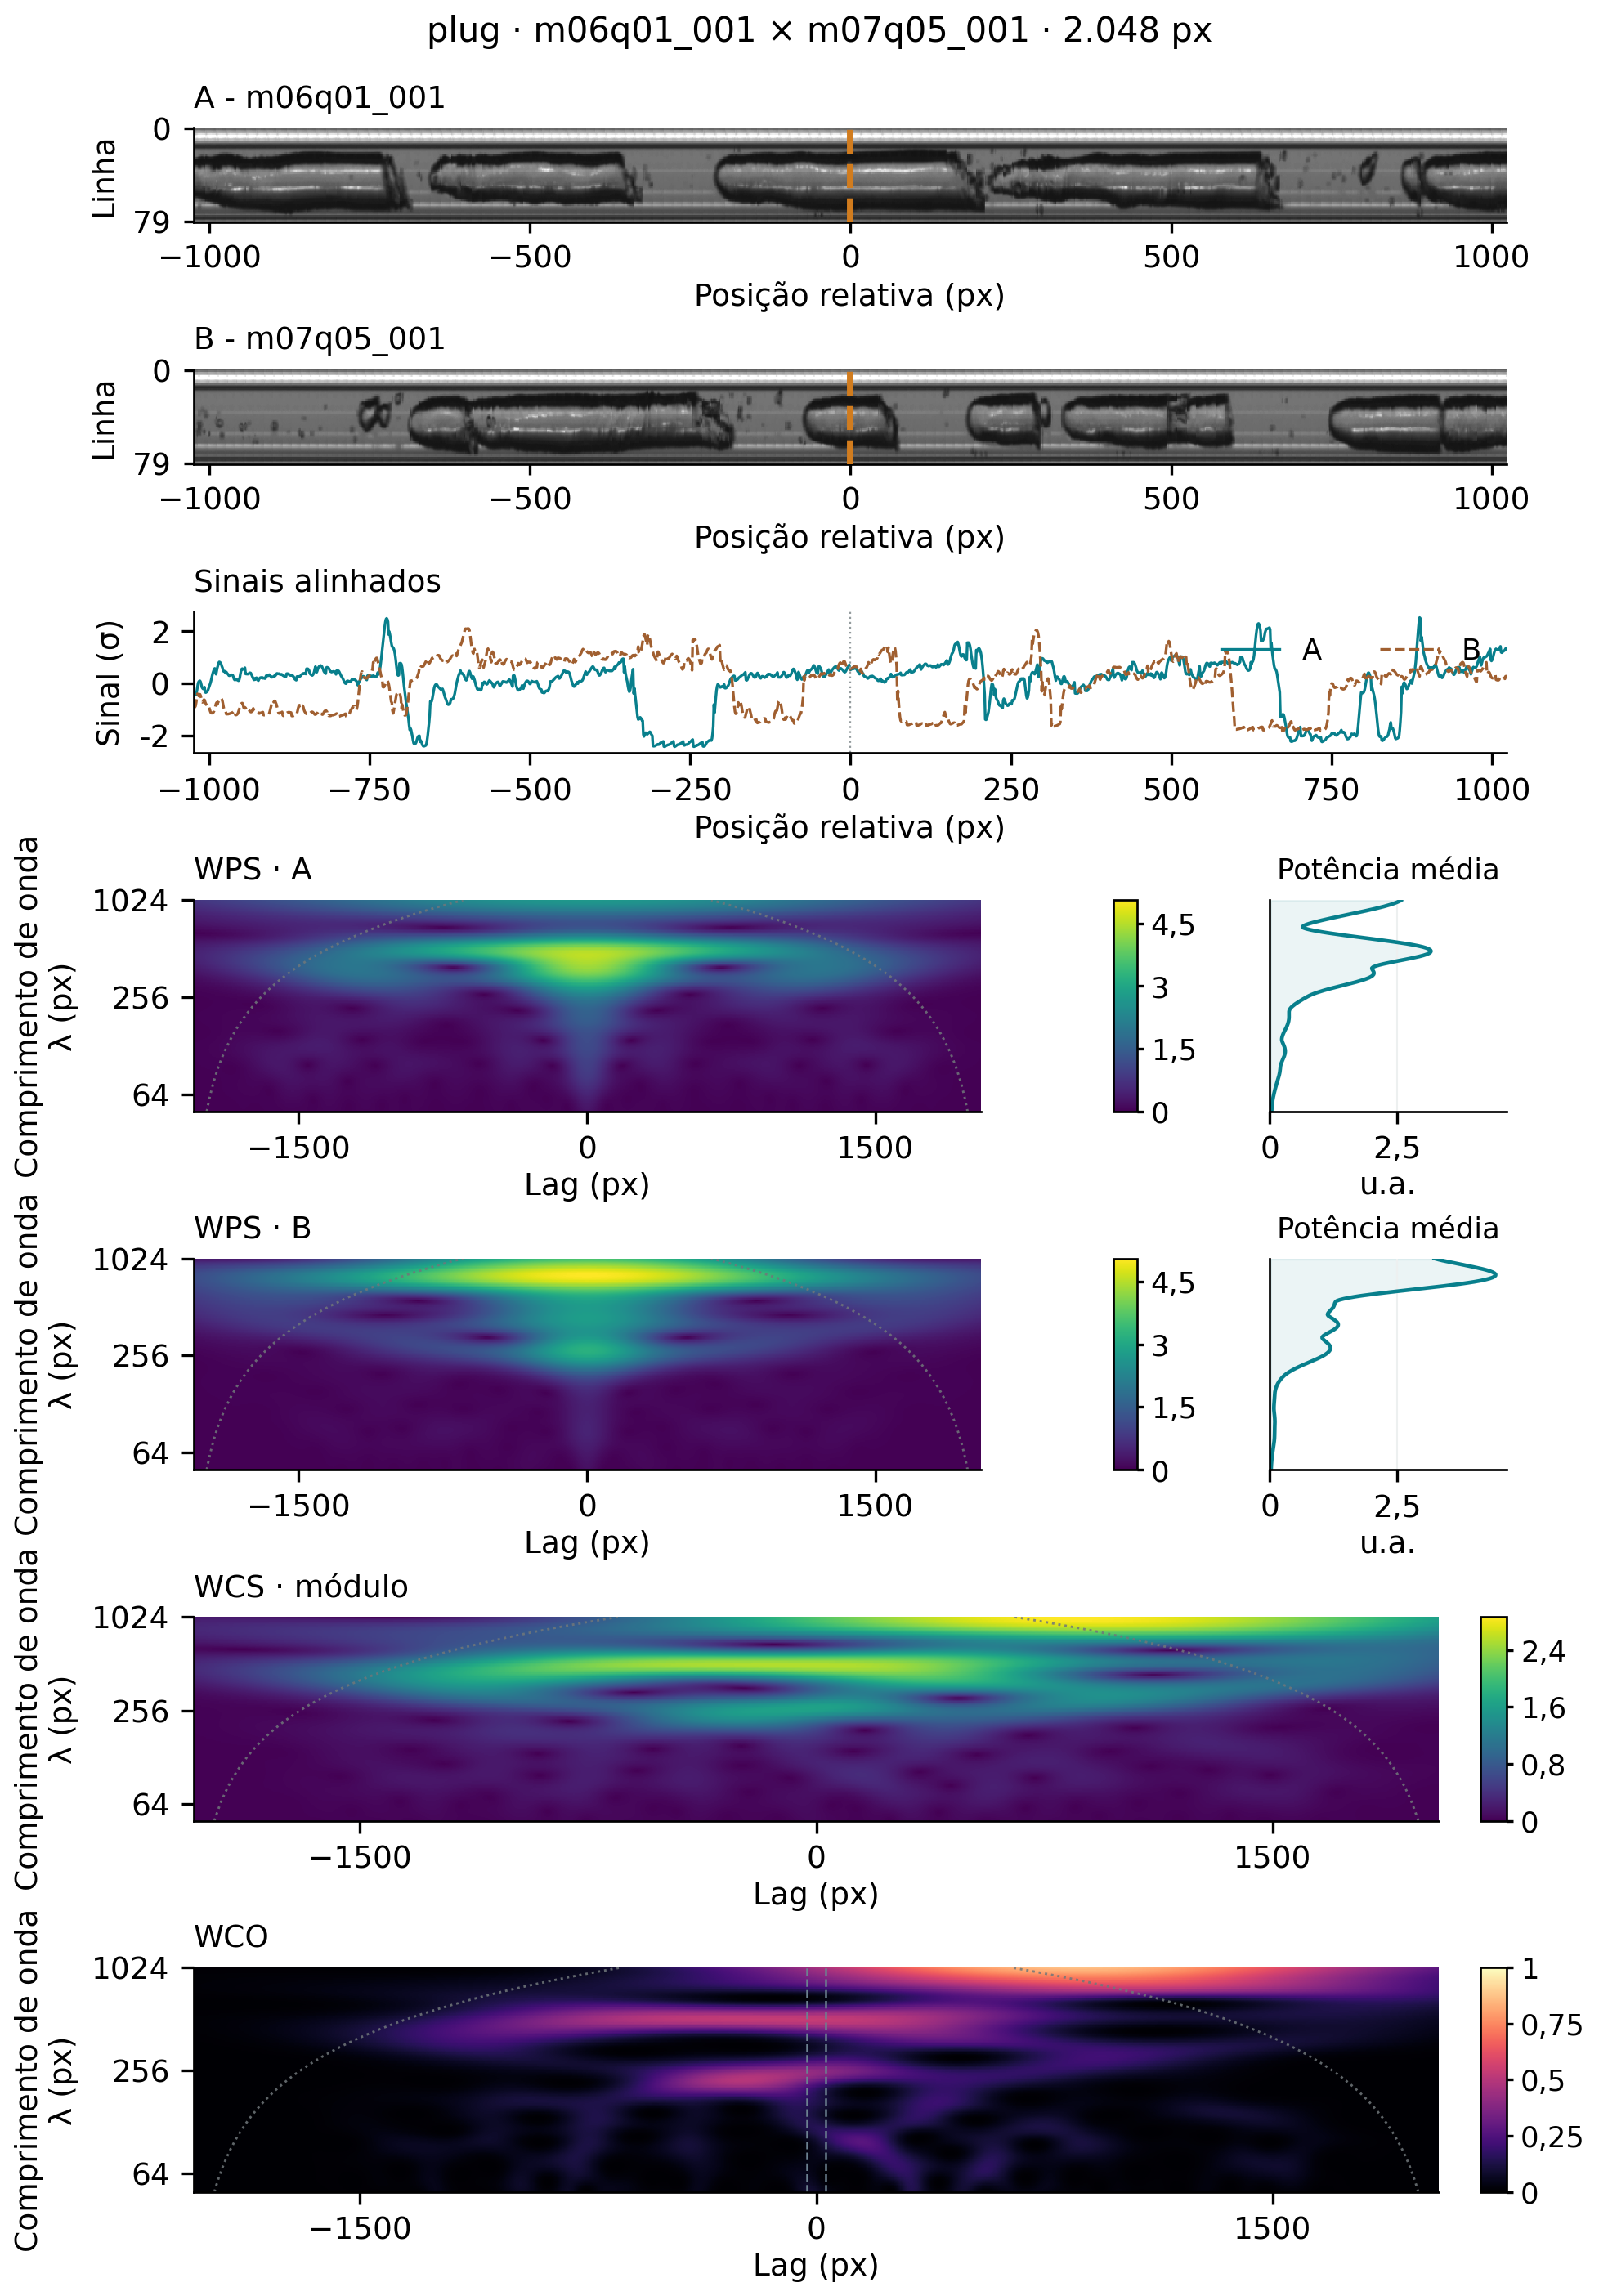 plug · m06q01_001 × m07q05_001 · 2.048 px
A - m06q01_001
Linha
0
79
−1000 −500 0 500 1000
Posição relativa (px)
B - m07q05_001
Linha
0
79
−1000 −500 0 500 1000
Posição relativa (px)
Sinais alinhados
Sinal (σ)
2
0
-2
A B
−1000 −750 −500 −250 0 250 500 750 1000
Posição relativa (px)
WPS · A
Comprimento de onda
λ (px)
1024
256
64
−1500 0 1500
Lag (px)
4,5
3
1,5
0
Potência média
0 2,5
u.a.
WPS · B
Comprimento de onda
λ (px)
1024
256
64
−1500 0 1500
Lag (px)
4,5
3
1,5
0
Potência média
0 2,5
u.a.
WCS · módulo
Comprimento de onda
λ (px)
1024
256
64
−1500 0 1500
Lag (px)
2,4
1,6
0,8
0
WCO
Comprimento de onda
λ (px)
1024
256
64
−1500 0 1500
Lag (px)
1
0,75
0,5
0,25
0